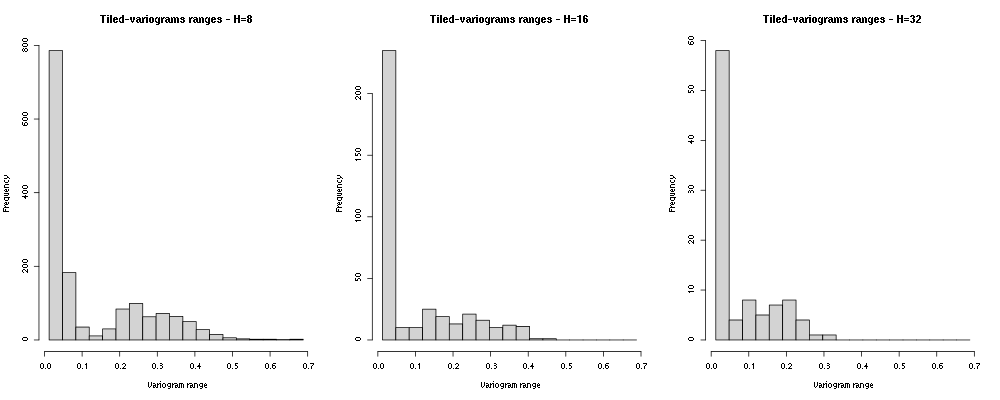 Tiled-variograms ranges - H=8
800
600
400
200
0
Frequency
0.0 0.1 0.2 0.3 0.4 0.5 0.6 0.7
Variogram range
Tiled-variograms ranges - H=16
200
150
100
50
0
Frequency
0.0 0.1 0.2 0.3 0.4 0.5 0.6 0.7
Variogram range
Tiled-variograms ranges - H=32
60
50
40
30
20
10
0
Frequency
0.0 0.1 0.2 0.3 0.4 0.5 0.6 0.7
Variogram range